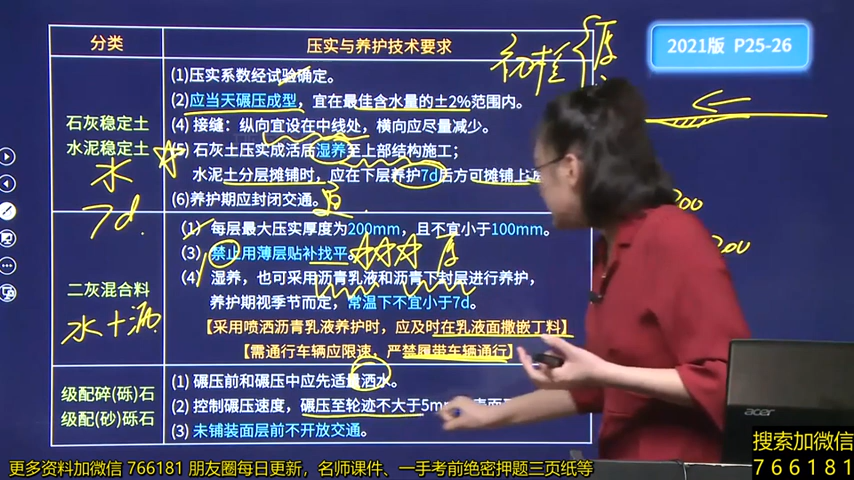 分类
压实与养护技术要求
2021版 P25-26
(1)压实系数经试验确定。
(2)应当天碾压成型，宜在最佳含水量的±2%范围内。
(4) 接缝：纵向宜设在中线处，横向应尽量减少。
石灰稳定土
水泥稳定土
(5) 石灰土压实成活后湿养至上部结构施工；
水泥土分层摊铺时，应在下层养护7d后方可摊铺上
(6)养护期应封闭交通。
水
7d.
(1) 每层最大压实厚度为200mm，且不宜小于100mm。
(3) 禁止用薄层贴补找平。
厚
(4) 湿养，也可采用沥青乳液和沥青下封层进行养护，
二灰混合料
养护期视季节而定，常温下不宜小于7d。
水+沥
【采用喷洒沥青乳液养护时，应及时在乳液面撒嵌丁料】
【需通行车辆应限速，严禁履带车辆通行】
级配碎(砾)石
级配(砂)砾石
(1) 碾压前和碾压中应先适量洒水。
(2) 控制碾压速度，碾压至轮迹不大于5m
(3) 未铺装面层前不开放交通。
acer
搜索加微信
766181
更多资料加微信 766181 朋友圈每日更新，名师课件、一手考前绝密押题三页纸等